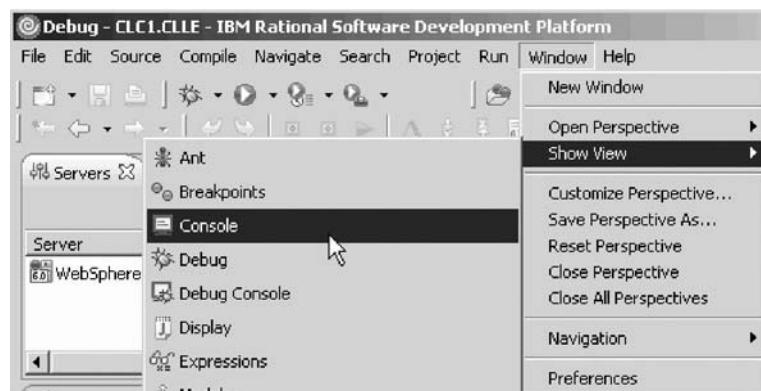 Debug - CLC1.CLLE - IBM Rational Software Development Platform
File Edit Source Compile Navigate Search Project Run Window Help
New Window
Open Perspective
Show View
Customize Perspective...
Save Perspective As...
Reset Perspective
Close Perspective
Close All Perspectives
Navigation
Preferences
Ant
Breakpoints
Console
Debug
Debug Console
Display
Expressions
Servers
Server
6.0 WebSphere